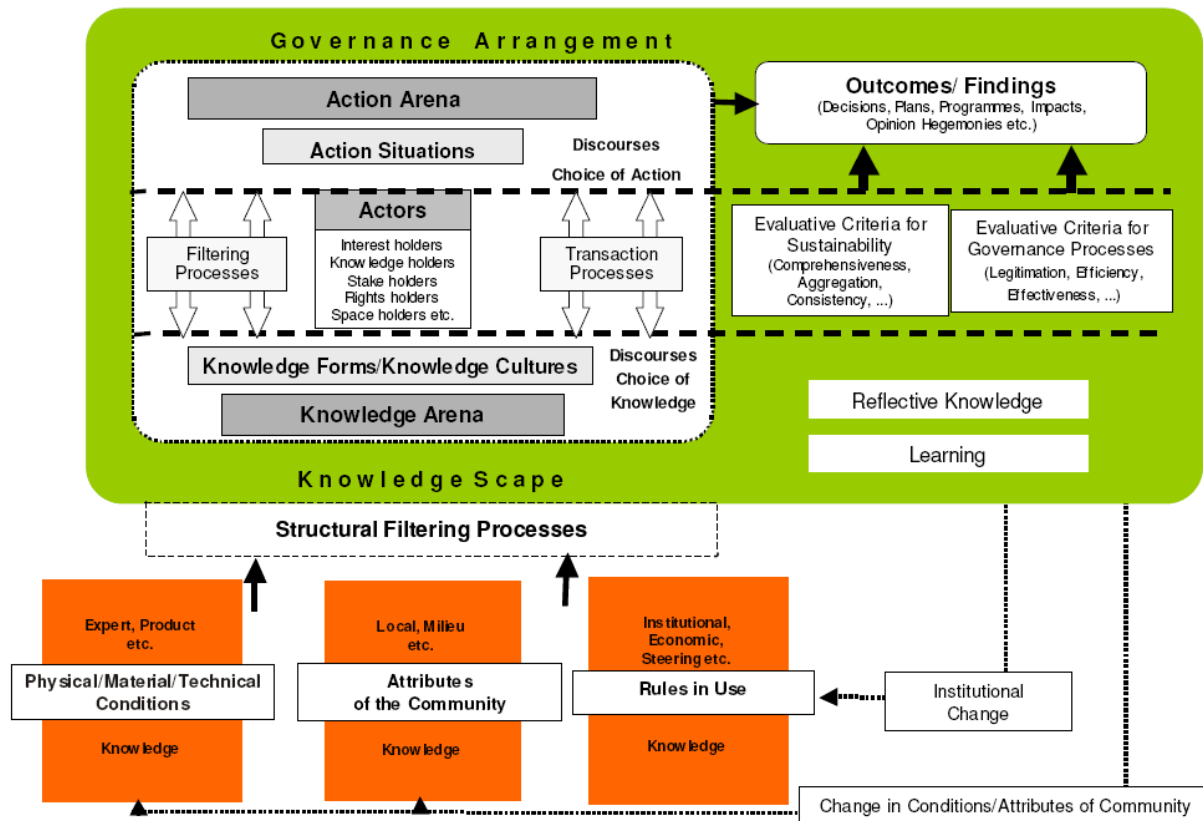 Governance Arrangement
Action Arena
Action Situations
Discourses
Choice of Action
Outcomes/ Findings
(Decisions, Plans, Programmes, Impacts,
Opinion Hegemonies etc.)
Filtering
Processes
Actors
Interest holders
Knowledge holders
Stake holders
Rights holders
Space holders etc.
Transaction
Processes
Evaluative Criteria for
Sustainability
(Comprehensiveness,
Aggregation,
Consistency, ...)
Evaluative Criteria for
Governance Processes
(Legitimation, Efficiency,
Effectiveness, ...)
Knowledge Forms/Knowledge Cultures
Knowledge Arena
Discourses
Choice of
Knowledge
Reflective Knowledge
Learning
Knowledge Scape
Structural Filtering Processes
Expert, Product
etc.
Physical/Material/Technical
Conditions
Knowledge
Local, Milieu
etc.
Attributes
of the Community
Knowledge
Institutional,
Economic,
Steering etc.
Rules in Use
Knowledge
Institutional
Change
Change in Conditions/Attributes of Community